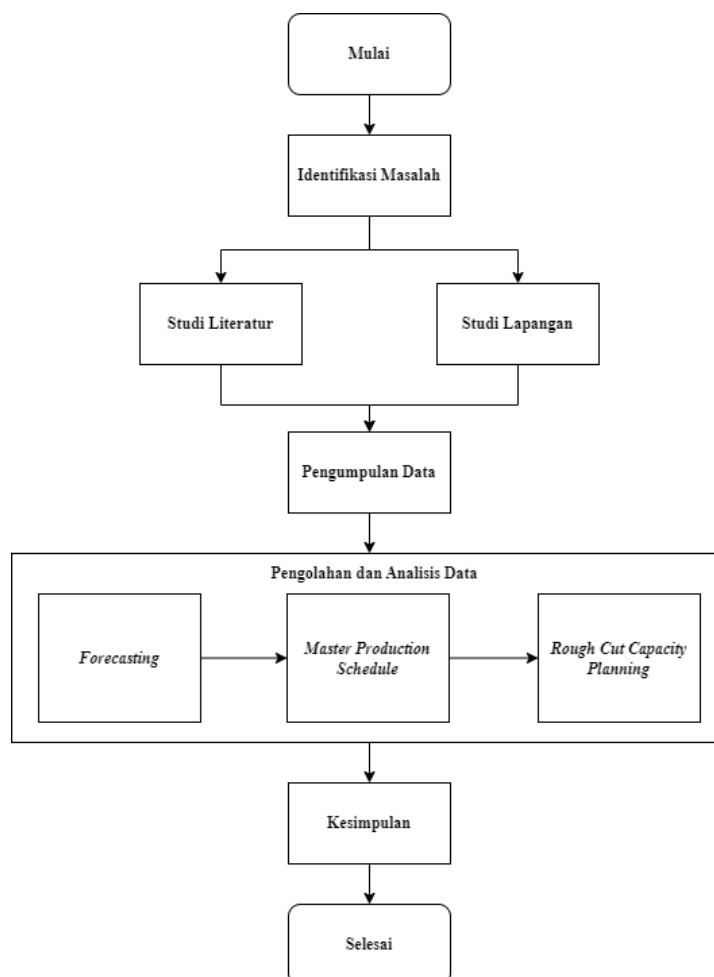 Mulai
Identifikasi Masalah
Studi Literatur
Studi Lapangan
Pengumpulan Data
Pengolahan dan Analisis Data
Forecasting
Master Production
Schedule
Rough Cut Capacity
Planning
Kesimpulan
Selesai